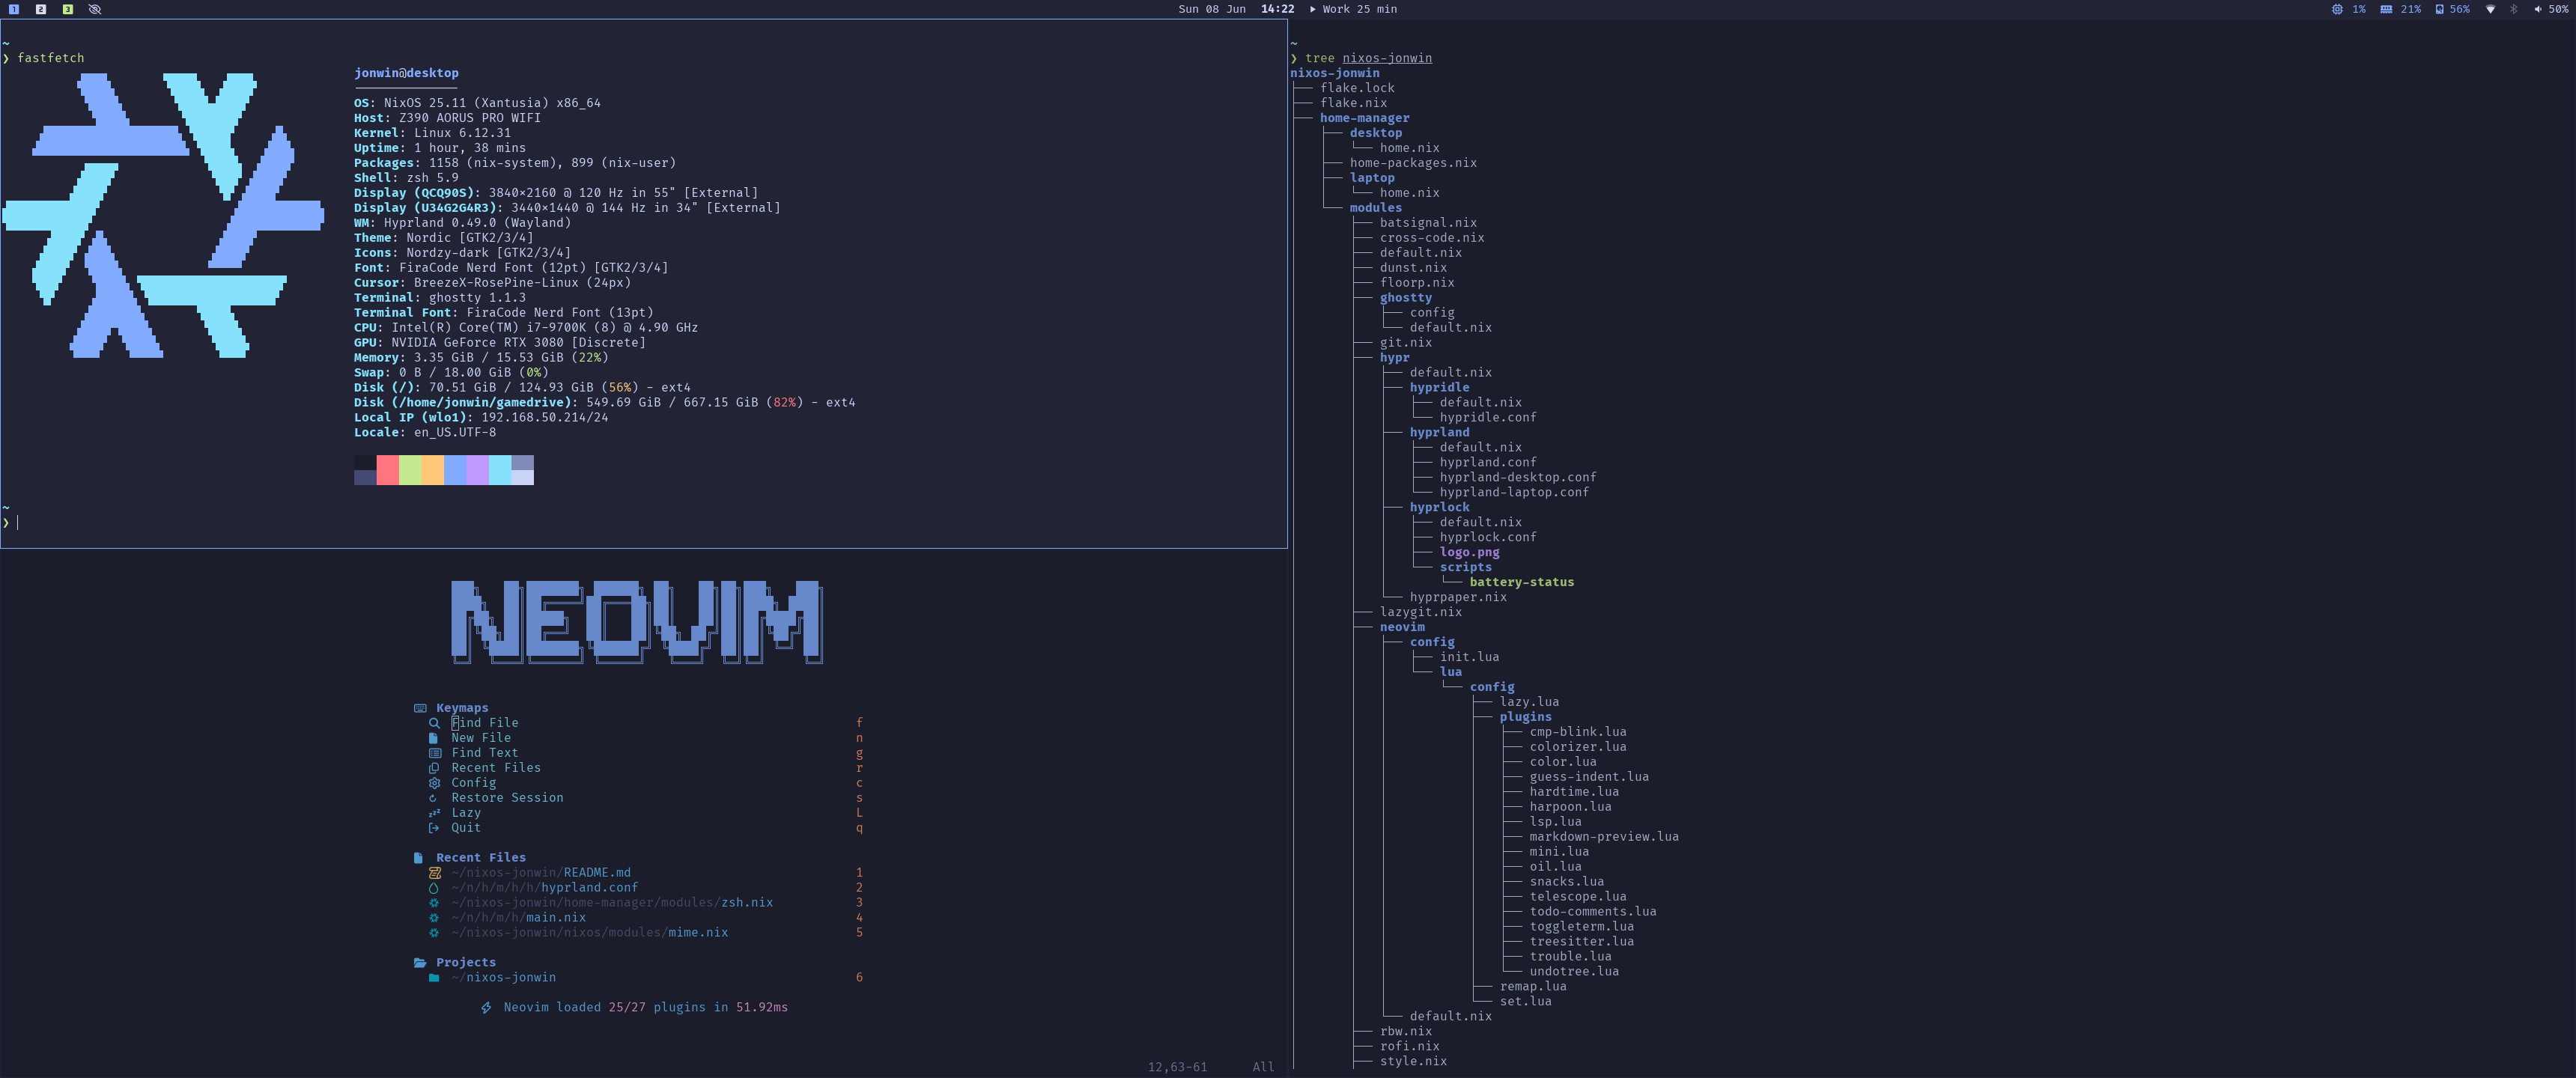 1 2 3
Sun 08 Jun 14:22 Work 25 min
1% 21% 56% 50%
~
❯ fastfetch
jonwin@desktop
──────────────
OS: NixOS 25.11 (Xantusia) x86_64
Host: Z390 AORUS PRO WIFI
Kernel: Linux 6.12.31
Uptime: 1 hour, 38 mins
Packages: 1158 (nix-system), 899 (nix-user)
Shell: zsh 5.9
Display (QCQ90S): 3840×2160 @ 120 Hz in 55" [External]
Display (U34G2G4R3): 3440×1440 @ 144 Hz in 34" [External]
WM: Hyprland 0.49.0 (Wayland)
Theme: Nordic [GTK2/3/4]
Icons: Nordzy-dark [GTK2/3/4]
Font: FiraCode Nerd Font (12pt) [GTK2/3/4]
Cursor: BreezeX-RosePine-Linux (24px)
Terminal: ghostty 1.1.3
Terminal Font: FiraCode Nerd Font (13pt)
CPU: Intel(R) Core(TM) i7-9700K (8) @ 4.90 GHz
GPU: NVIDIA GeForce RTX 3080 [Discrete]
Memory: 3.35 GiB / 15.53 GiB (22%)
Swap: 0 B / 18.00 GiB (0%)
Disk (/): 70.51 GiB / 124.93 GiB (56%) - ext4
Disk (/home/jonwin/gamedrive): 549.69 GiB / 667.15 GiB (82%) - ext4
Local IP (wlo1): 192.168.50.214/24
Locale: en_US.UTF-8
~
❯
NEOVIM
Keymaps
Find File f
New File n
Find Text g
Recent Files r
Config c
Restore Session s
Lazy L
Quit q
Recent Files
~/nixos-jonwin/README.md 1
~/n/h/m/h/h/hyprland.conf 2
~/nixos-jonwin/home-manager/modules/zsh.nix 3
~/n/h/m/h/main.nix 4
~/nixos-jonwin/nixos/modules/mime.nix 5
Projects
~/nixos-jonwin 6
Neovim loaded 25/27 plugins in 51.92ms
12,63-61 All
~
❯ tree nixos-jonwin
nixos-jonwin
├── flake.lock
├── flake.nix
├── home-manager
│   ├── desktop
│   │   └── home.nix
│   ├── home-packages.nix
│   ├── laptop
│   │   └── home.nix
│   └── modules
│       ├── batsignal.nix
│       ├── cross-code.nix
│       ├── default.nix
│       ├── dunst.nix
│       ├── floorp.nix
│       ├── ghostty
│       │   ├── config
│       │   └── default.nix
│       ├── git.nix
│       ├── hypr
│       │   ├── default.nix
│       │   ├── hypridle
│       │   │   ├── default.nix
│       │   │   └── hypridle.conf
│       │   ├── hyprland
│       │   │   ├── default.nix
│       │   │   ├── hyprland.conf
│       │   │   ├── hyprland-desktop.conf
│       │   │   └── hyprland-laptop.conf
│       │   ├── hyprlock
│       │   │   ├── default.nix
│       │   │   ├── hyprlock.conf
│       │   │   ├── logo.png
│       │   │   └── scripts
│       │   │       └── battery-status
│       │   └── hyprpaper.nix
│       ├── lazygit.nix
│       ├── neovim
│       │   ├── config
│       │   │   ├── init.lua
│       │   │   └── lua
│       │   │       └── config
│       │   │           ├── lazy.lua
│       │   │           ├── plugins
│       │   │           │   ├── cmp-blink.lua
│       │   │           │   ├── colorizer.lua
│       │   │           │   ├── color.lua
│       │   │           │   ├── guess-indent.lua
│       │   │           │   ├── hardtime.lua
│       │   │           │   ├── harpoon.lua
│       │   │           │   ├── lsp.lua
│       │   │           │   ├── markdown-preview.lua
│       │   │           │   ├── mini.lua
│       │   │           │   ├── oil.lua
│       │   │           │   ├── snacks.lua
│       │   │           │   ├── telescope.lua
│       │   │           │   ├── todo-comments.lua
│       │   │           │   ├── toggleterm.lua
│       │   │           │   ├── treesitter.lua
│       │   │           │   ├── trouble.lua
│       │   │           │   └── undotree.lua
│       │   │           ├── remap.lua
│       │   │           └── set.lua
│       │   └── default.nix
│       ├── rbw.nix
│       ├── rofi.nix
│       ├── style.nix